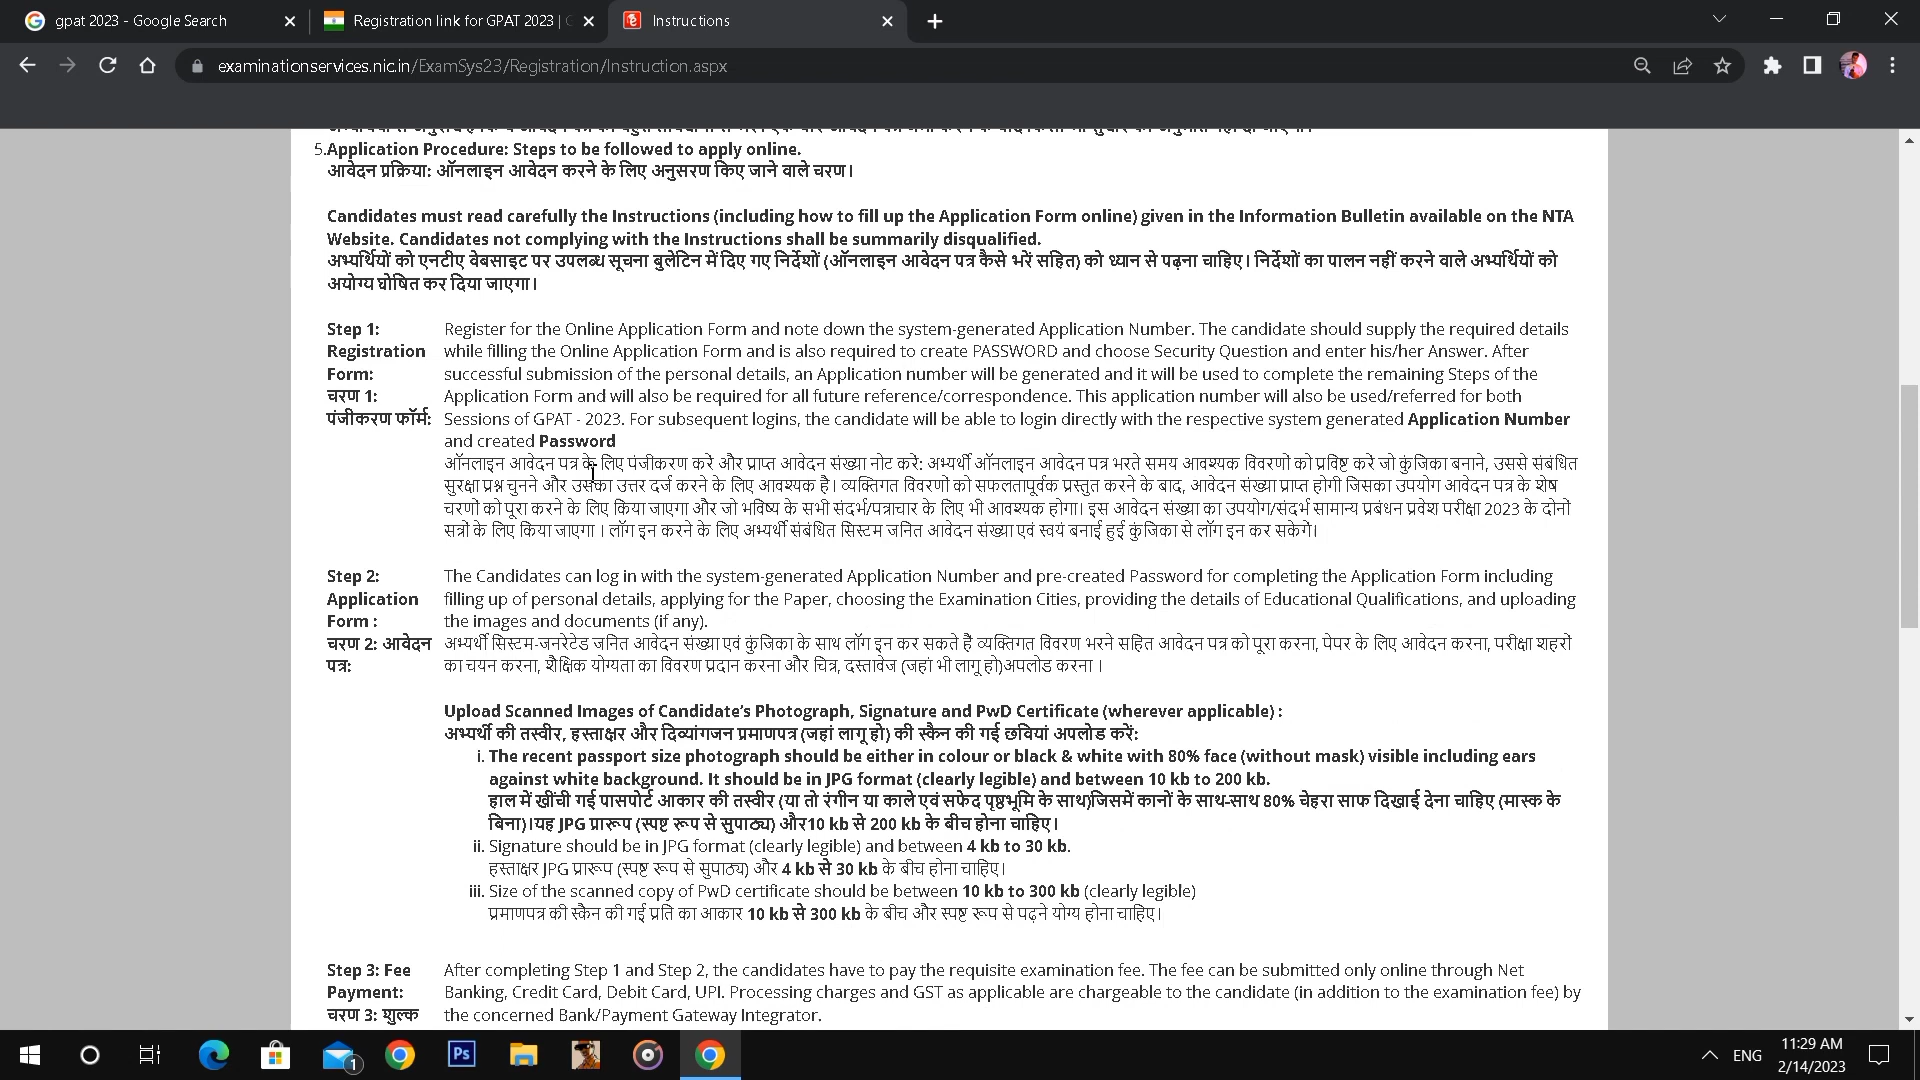 gpat 2023 - Google Search
Registration link for GPAT 2023 |
Instructions
examinationservices.nic.in/ExamSys23/Registration/Instruction.aspx
5.Application Procedure: Steps to be followed to apply online.
आवेदन प्रक्रिया: ऑनलाइन आवेदन करने के लिए अनुसरण किए जाने वाले चरण।
Candidates must read carefully the Instructions (including how to fill up the Application Form online) given in the Information Bulletin available on the NTA
Website. Candidates not complying with the Instructions shall be summarily disqualified.
अभ्यर्थियों को एनटीए वेबसाइट पर उपलब्ध सूचना बुलेटिन में दिए गए निर्देशों (ऑनलाइन आवेदन पत्र कैसे भरें सहित) को ध्यान से पढ़ना चाहिए। निर्देशों का पालन नहीं करने वाले अभ्यर्थियों को
अयोग्य घोषित कर दिया जाएगा।
Step 1:
Registration
Form:
चरण 1:
पंजीकरण फॉर्म:
Register for the Online Application Form and note down the system-generated Application Number. The candidate should supply the required details
while filling the Online Application Form and is also required to create PASSWORD and choose Security Question and enter his/her Answer. After
successful submission of the personal details, an Application number will be generated and it will be used to complete the remaining Steps of the
Application Form and will also be required for all future reference/correspondence. This application number will also be used/referred for both
Sessions of GPAT - 2023. For subsequent logins, the candidate will be able to login directly with the respective system generated Application Number
and created Password
ऑनलाइन आवेदन पत्र के लिए पंजीकरण करें और प्राप्त आवेदन संख्या नोट करें: अभ्यर्थी ऑनलाइन आवेदन पत्र भरते समय आवश्यक विवरणों को प्रविष्ट करें जो कुंजिका बनाने, उससे संबंधित
सुरक्षा प्रश्न चुनने और उसका उत्तर दर्ज करने के लिए आवश्यक है। व्यक्तिगत विवरणों को सफलतापूर्वक प्रस्तुत करने के बाद, आवेदन संख्या प्राप्त होगी जिसका उपयोग आवेदन पत्र के शेष
चरणों को पूरा करने के लिए किया जाएगा और जो भविष्य के सभी संदर्भ/पत्राचार के लिए भी आवश्यक होगा। इस आवेदन संख्या का उपयोग/संदर्भ सामान्य प्रबंधन प्रवेश परीक्षा 2023 के दोनों
सत्रों के लिए किया जाएगा । लॉग इन करने के लिए अभ्यर्थी संबंधित सिस्टम जनित आवेदन संख्या एवं स्वयं बनाई हुई कुंजिका से लॉग इन कर सकेगें।
Step 2:
Application
Form :
चरण 2: आवेदन
पत्र:
The Candidates can log in with the system-generated Application Number and pre-created Password for completing the Application Form including
filling up of personal details, applying for the Paper, choosing the Examination Cities, providing the details of Educational Qualifications, and uploading
the images and documents (if any).
अभ्यर्थी सिस्टम-जनरेटेड जनित आवेदन संख्या एवं कुंजिका के साथ लॉग इन कर सकते हैं व्यक्तिगत विवरण भरने सहित आवेदन पत्र को पूरा करना, पेपर के लिए आवेदन करना, परीक्षा शहरों
का चयन करना, शैक्षिक योग्यता का विवरण प्रदान करना और चित्र, दस्तावेज (जहां भी लागू हो)अपलोड करना ।
Upload Scanned Images of Candidate’s Photograph, Signature and PwD Certificate (wherever applicable) :
अभ्यर्थी की तस्वीर, हस्ताक्षर और दिव्यांगजन प्रमाणपत्र (जहां लागू हो) की स्कैन की गई छवियां अपलोड करें:
i. The recent passport size photograph should be either in colour or black & white with 80% face (without mask) visible including ears
against white background. It should be in JPG format (clearly legible) and between 10 kb to 200 kb.
हाल में खींची गई पासपोर्ट आकार की तस्वीर (या तो रंगीन या काले एवं सफेद पृष्ठभूमि के साथ)जिसमें कानों के साथ-साथ 80% चेहरा साफ दिखाई देना चाहिए (मास्क के
बिना)।यह JPG प्रारूप (स्पष्ट रूप से सुपाठ्य) और10 kb से 200 kb के बीच होना चाहिए।
ii. Signature should be in JPG format (clearly legible) and between 4 kb to 30 kb.
हस्ताक्षर JPG प्रारूप (स्पष्ट रूप से सुपाठ्य) और 4 kb से 30 kb के बीच होना चाहिए।
iii. Size of the scanned copy of PwD certificate should be between 10 kb to 300 kb (clearly legible)
प्रमाणपत्र की स्कैन की गई प्रति का आकार 10 kb से 300 kb के बीच और स्पष्ट रूप से पढ़ने योग्य होना चाहिए।
Step 3: Fee
Payment:
चरण 3: शुल्क
After completing Step 1 and Step 2, the candidates have to pay the requisite examination fee. The fee can be submitted only online through Net
Banking, Credit Card, Debit Card, UPI. Processing charges and GST as applicable are chargeable to the candidate (in addition to the examination fee) by
the concerned Bank/Payment Gateway Integrator.
1
Ps
ENG
11:29 AM
2/14/2023